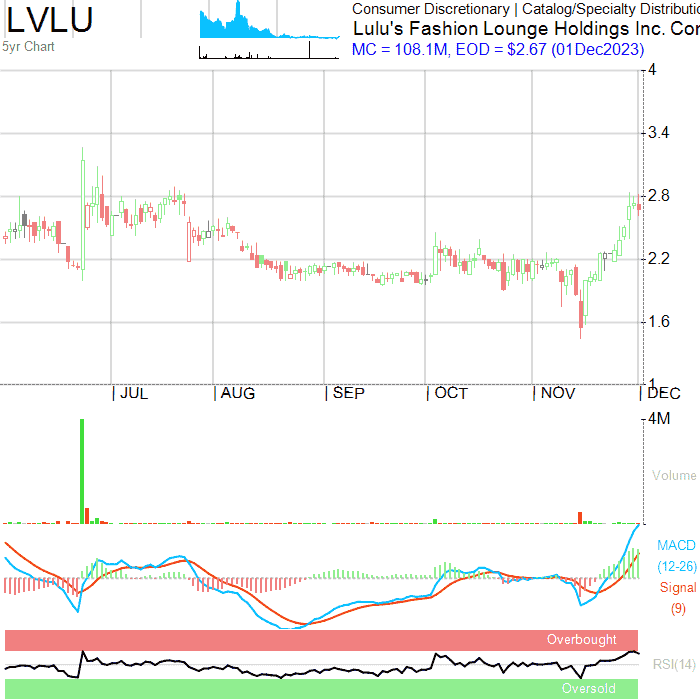 LVLU
5yr Chart
Consumer Discretionary | Catalog/Specialty Distributio
Lulu's Fashion Lounge Holdings Inc. Cor
MC = 108.1M, EOD = $2.67 (01Dec2023)
4
3.4
2.8
2.2
1.6
1
JUL AUG SEP OCT NOV DEC
4M
Volume
MACD
(12-26)
Signal
(9)
Overbought
RSI(14)
Oversold